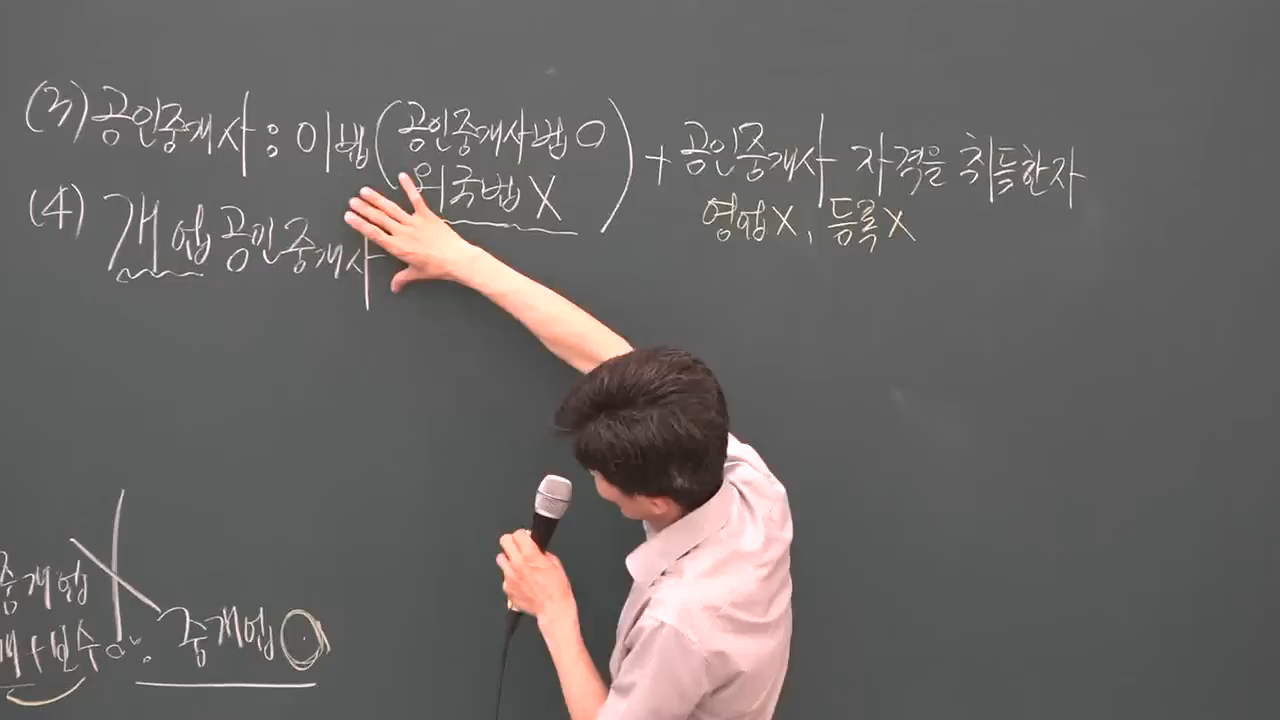 (3) 공인중개사 : 이법 (공인중개사법 O
외국법 X) + 공인중개사 자격을 취득한자
영업X, 등록X
(4) 개업공인중개사
중개업
+보수 중개업 O